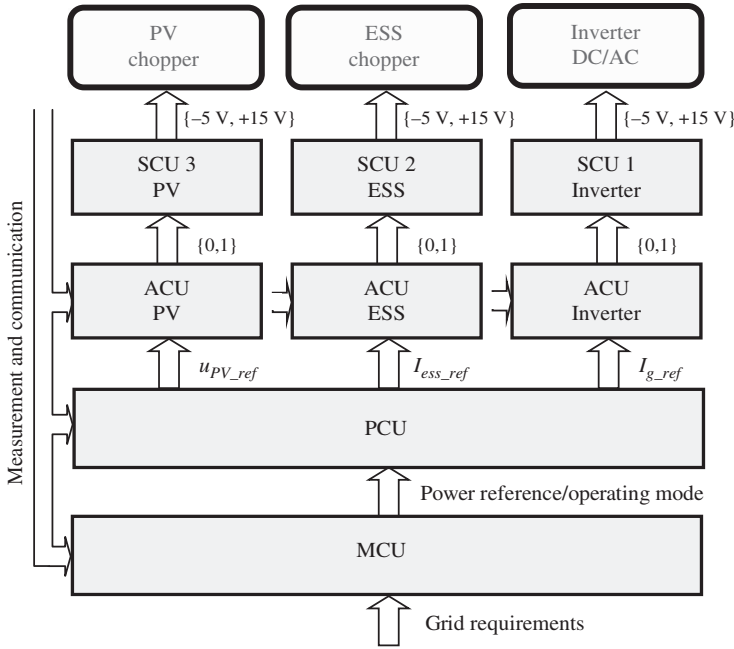 PV
chopper
ESS
chopper
Inverter
DC/AC
{–5 V, +15 V}
{–5 V, +15 V}
{–5 V, +15 V}
SCU 3
PV
SCU 2
ESS
SCU 1
Inverter
{0,1}
{0,1}
{0,1}
ACU
PV
ACU
ESS
ACU
Inverter
u_PV_ref
I_ess_ref
I_g_ref
PCU
Power reference/operating mode
MCU
Grid requirements
Measurement and communication